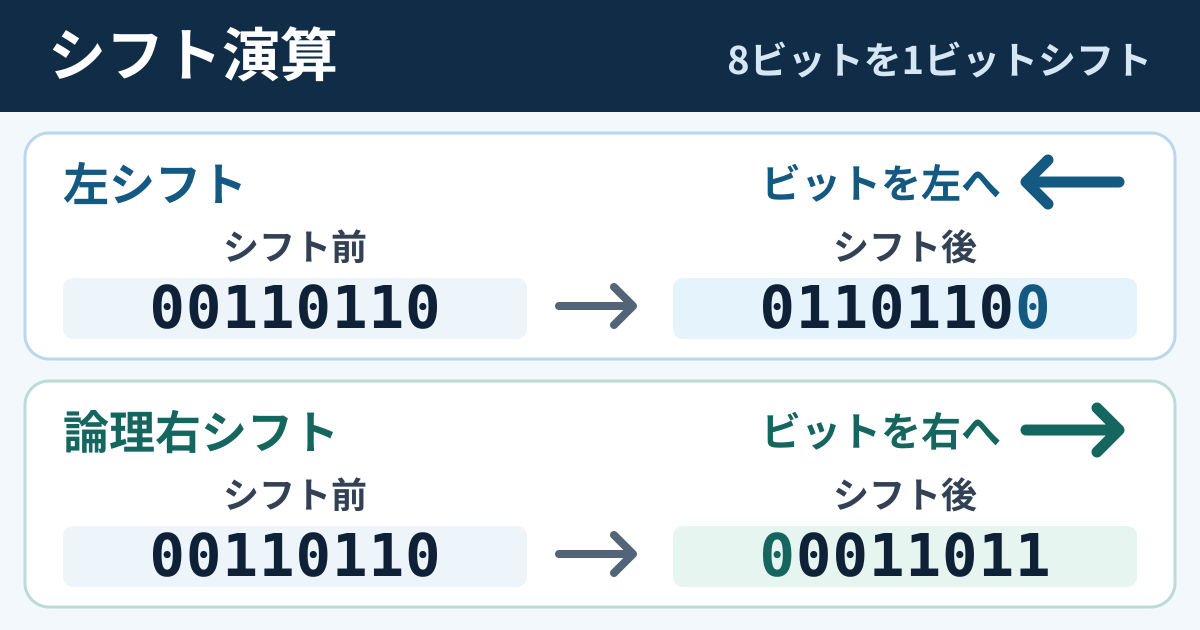 シフト演算
8ビットを1ビットシフト
左シフト
ビットを左へ
シフト前
シフト後
00110110
01101100
論理右シフト
ビットを右へ
シフト前
シフト後
00110110
00011011